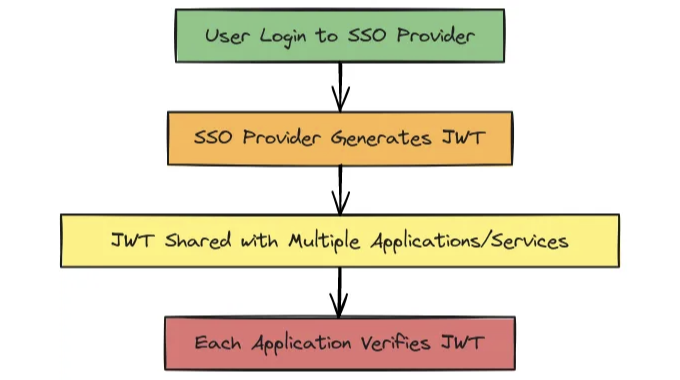 User Login to SSO Provider
SSO Provider Generates JWT
JWT Shared with Multiple Applications/Services
Each Application Verifies JWT